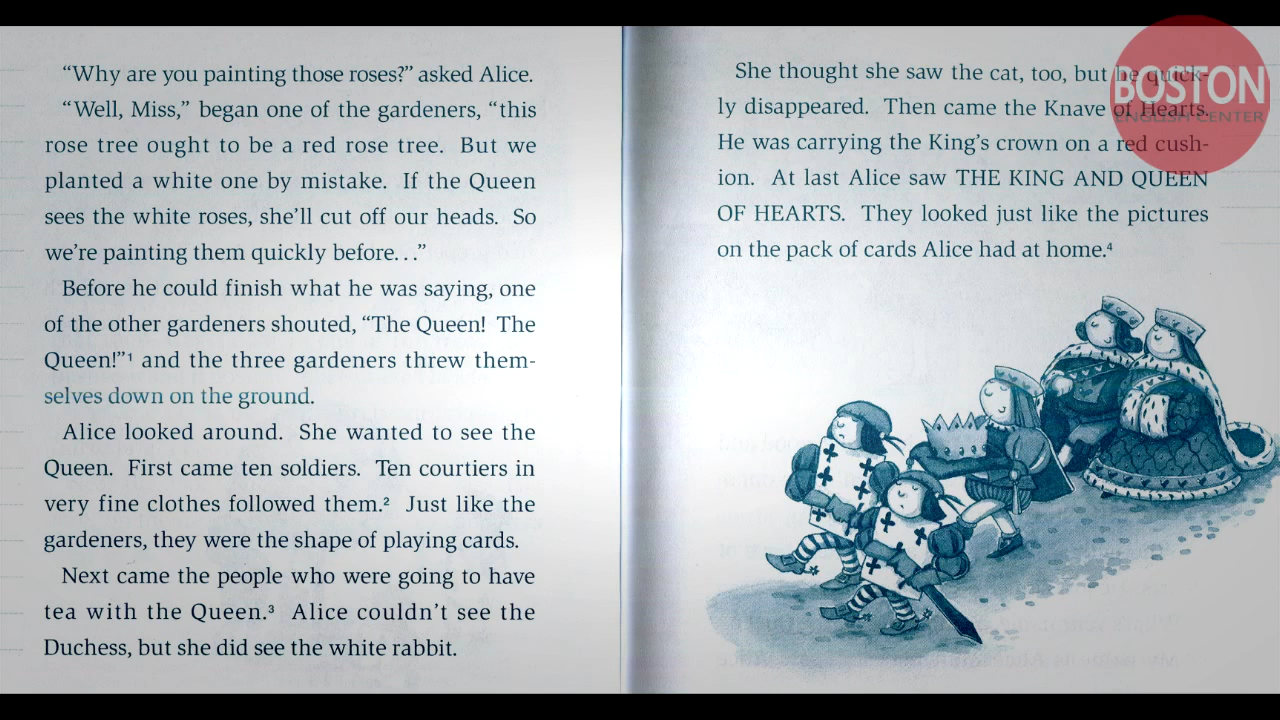 “Why are you painting those roses?” asked Alice.
“Well, Miss,” began one of the gardeners, “this
rose tree ought to be a red rose tree. But we
planted a white one by mistake. If the Queen
sees the white roses, she’ll cut off our heads. So
we’re painting them quickly before. . .”
Before he could finish what he was saying, one
of the other gardeners shouted, “The Queen! The
Queen!”¹ and the three gardeners threw them-
selves down on the ground.
Alice looked around. She wanted to see the
Queen. First came ten soldiers. Ten courtiers in
very fine clothes followed them.² Just like the
gardeners, they were the shape of playing cards.
Next came the people who were going to have
tea with the Queen.³ Alice couldn’t see the
Duchess, but she did see the white rabbit.
She thought she saw the cat, too, but he quick-
ly disappeared. Then came the Knave of Hearts.
He was carrying the King’s crown on a red cush-
ion. At last Alice saw THE KING AND QUEEN
OF HEARTS. They looked just like the pictures
on the pack of cards Alice had at home.⁴
BOSTON
ENGLISH CENTER